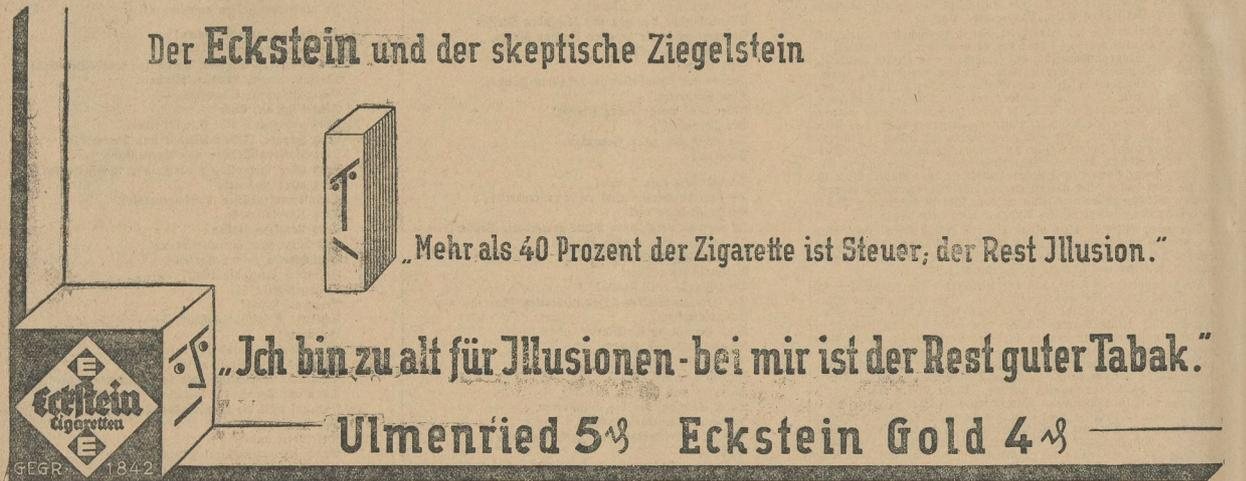 Der Eckstein und der skeptische Ziegelstein
„Mehr als 40 Prozent der Zigarette ist Steuer; der Rest Jllusion.“
„Jch bin zu alt für Jllusionen - bei mir ist der Rest guter Tabak.“
E
Eckstein
Cigaretten
E
GEGR. 1842
Ulmenried 5₰ Eckstein Gold 4₰